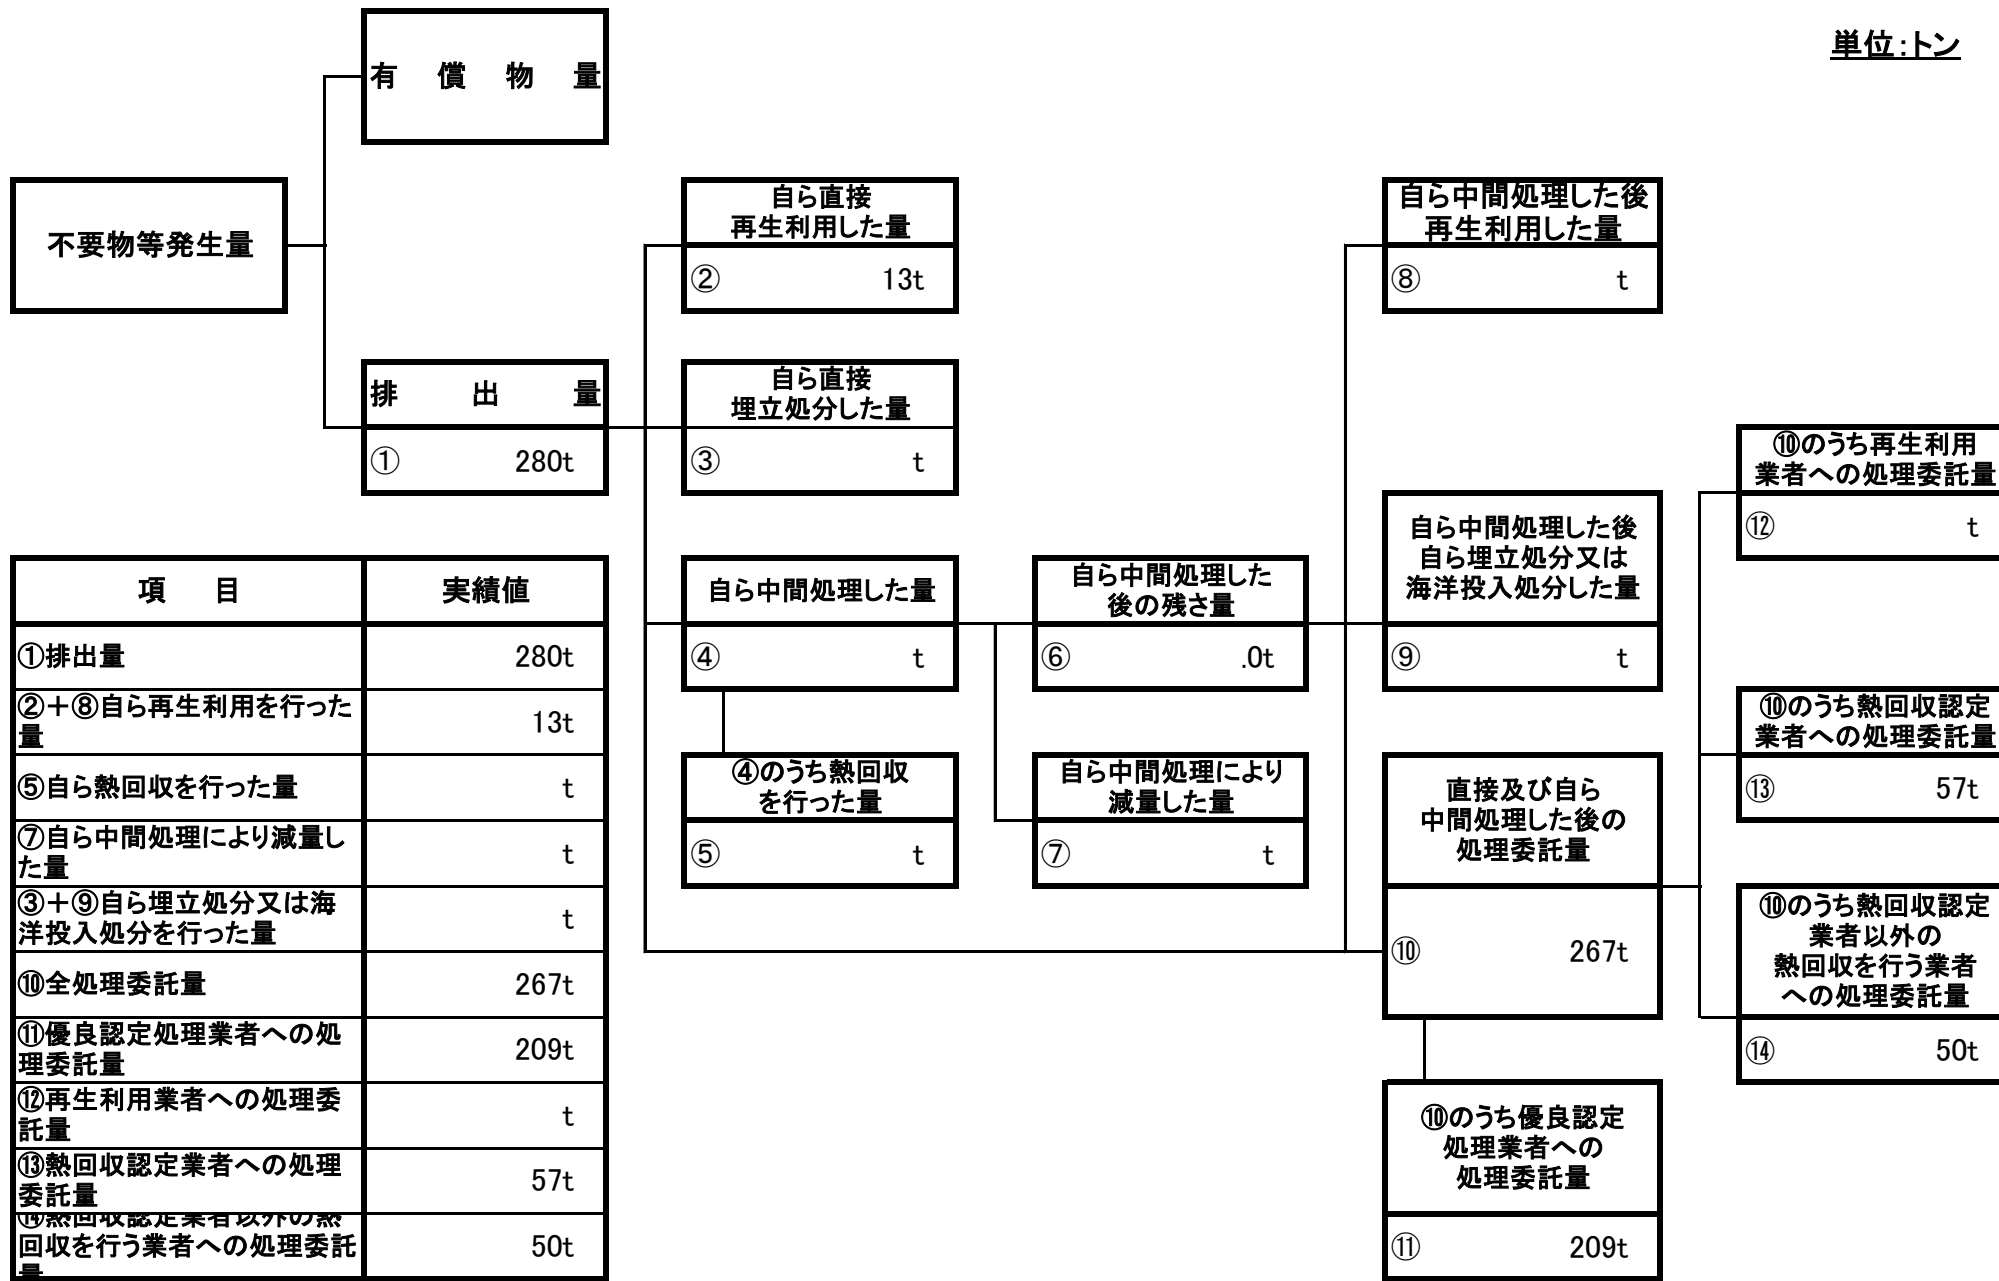 単位:トン
有償物量
不要物等発生量
排出量
① 280t
自ら直接
再生利用した量
② 13t
自ら直接
埋立処分した量
③ t
自ら中間処理した量
④ t
④のうち熱回収
を行った量
⑤ t
自ら中間処理した
後の残さ量
⑥ .0t
自ら中間処理により
減量した量
⑦ t
自ら中間処理した後
再生利用した量
⑧ t
自ら中間処理した後
自ら埋立処分又は
海洋投入処分した量
⑨ t
直接及び自ら
中間処理した後の
処理委託量
⑩ 267t
⑩のうち優良認定
処理業者への
処理委託量
⑪ 209t
⑩のうち再生利用
業者への処理委託量
⑫ t
⑩のうち熱回収認定
業者への処理委託量
⑬ 57t
⑩のうち熱回収認定
業者以外の
熱回収を行う業者
への処理委託量
⑭ 50t
項目 実績値
①排出量 280t
②+⑧自ら再生利用を行った
量 13t
⑤自ら熱回収を行った量 t
⑦自ら中間処理により減量し
た量 t
③+⑨自ら埋立処分又は海
洋投入処分を行った量 t
⑩全処理委託量 267t
⑪優良認定処理業者への処
理委託量 209t
⑫再生利用業者への処理委
託量 t
⑬熱回収認定業者への処理
委託量 57t
⑭熱回収認定業者以外の熱
回収を行う業者への処理委託
量 50t